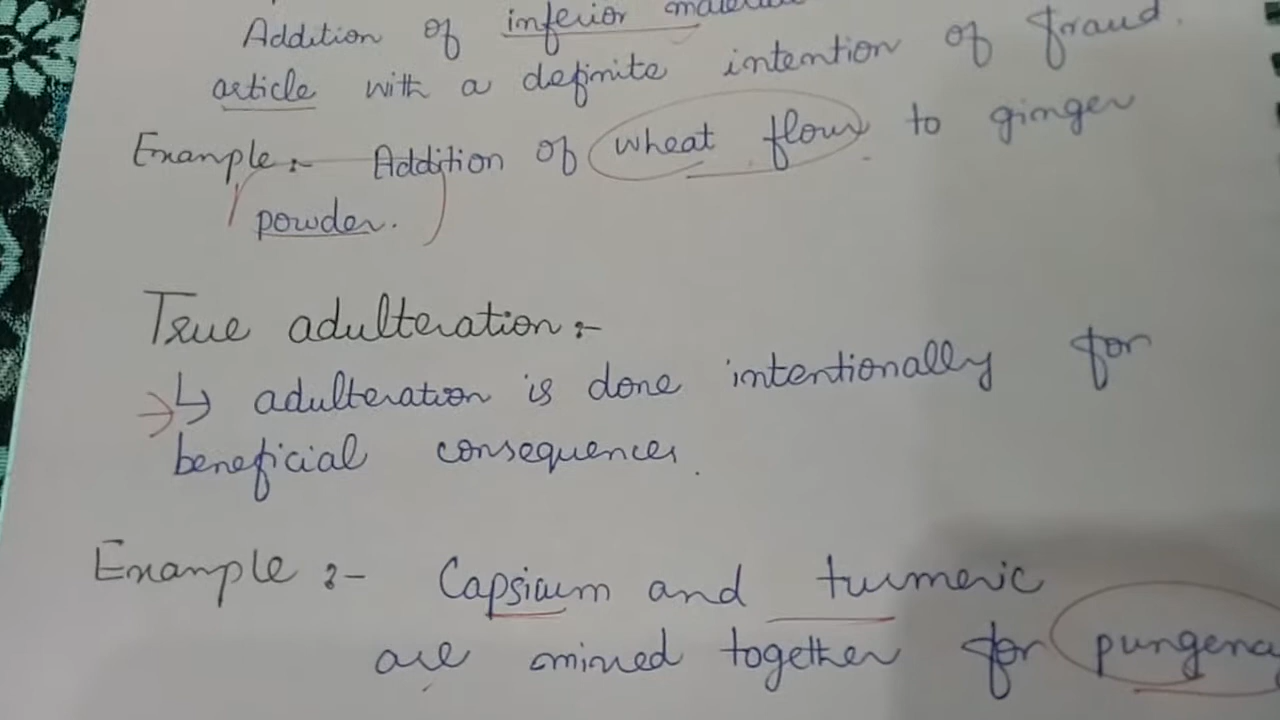 Addition of inferior
article with a definite intention of fraud.
Example :- Addition of wheat flour to ginger
powder.
True adulteration :-
↳ adulteration is done intentionally for
beneficial consequences.
Example :- Capsicum and turmeric
are mixed together for